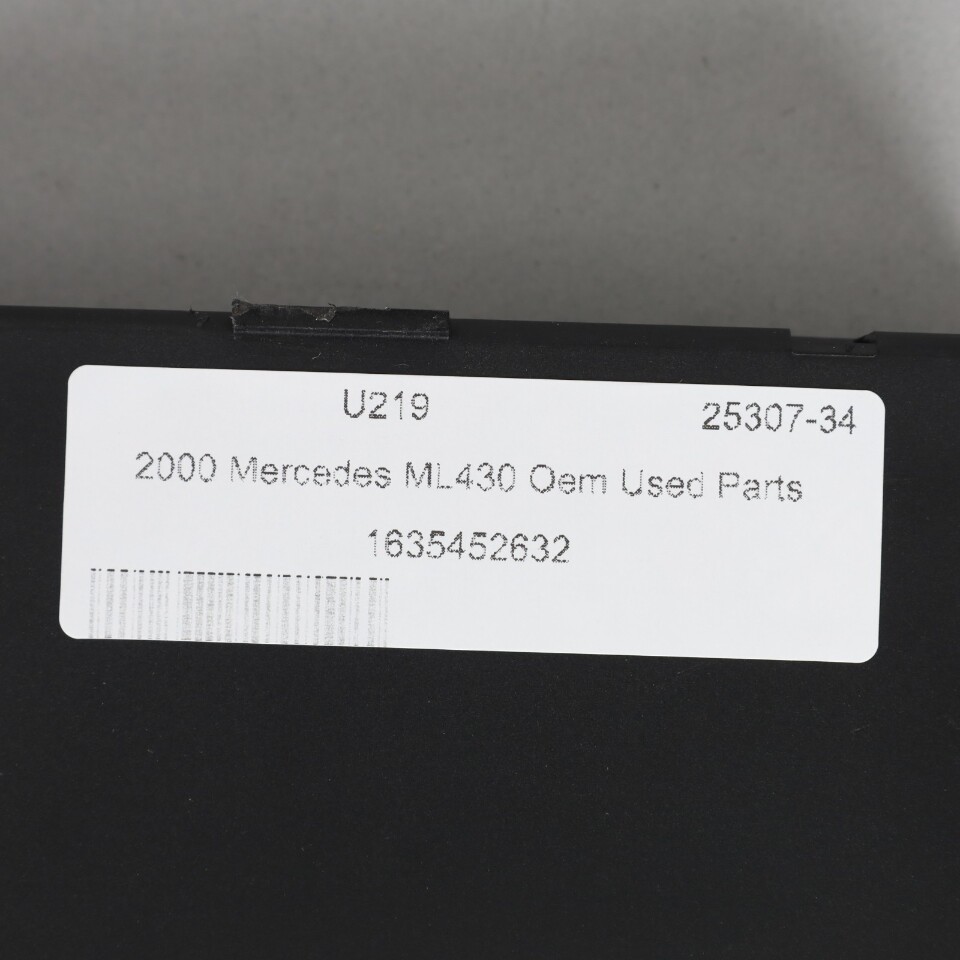 U219 25307-34
2000 Mercedes ML430 Oem Used Parts
1635452632